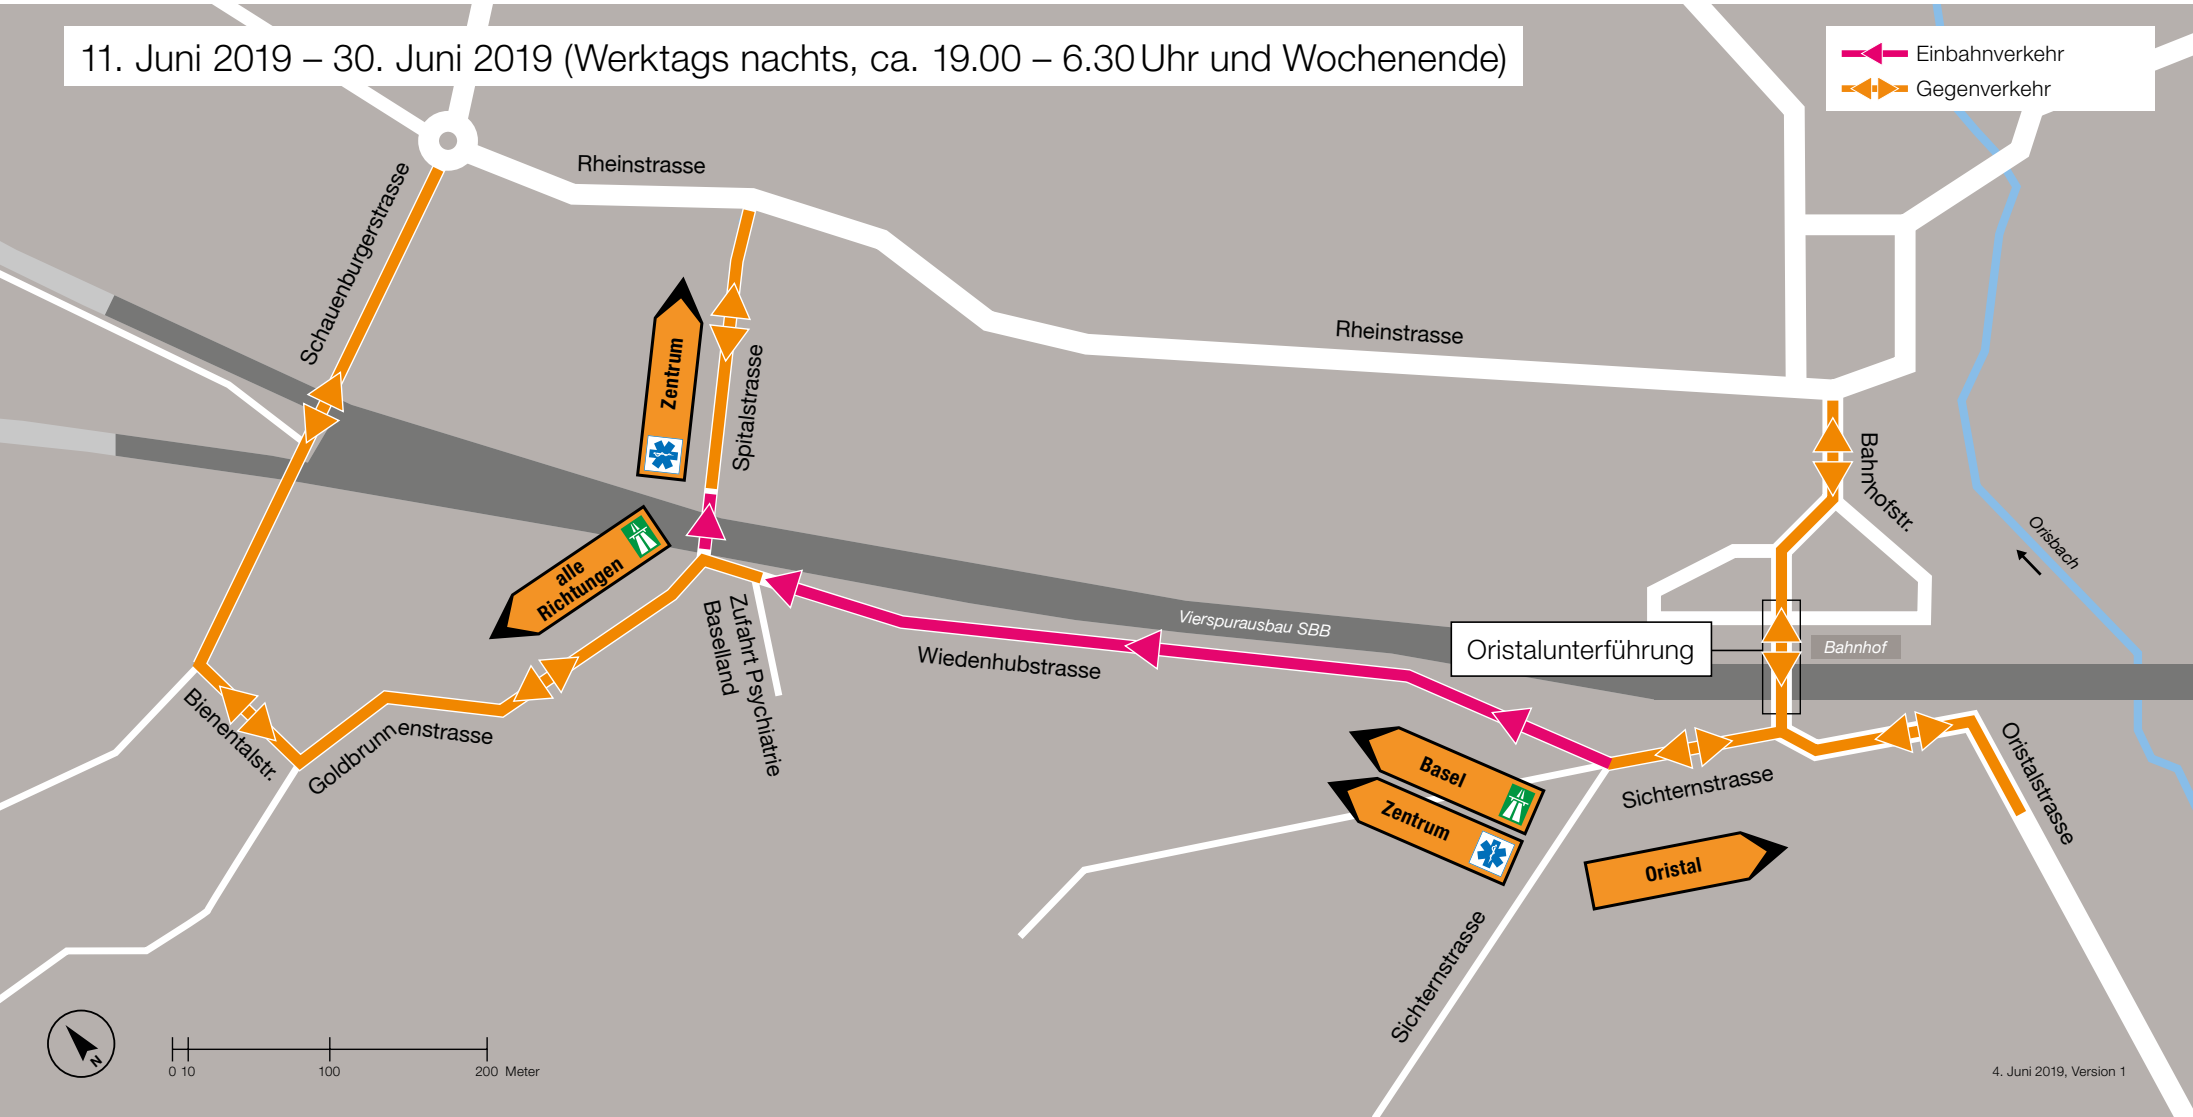 11. Juni 2019 – 30. Juni 2019 (Werktags nachts, ca. 19.00 – 6.30 Uhr und Wochenende)
Einbahnverkehr
Gegenverkehr
Rheinstrasse
Schauenburgerstrasse
Rheinstrasse
Zentrum
Spitalstrasse
Bahnhofstr.
Orisbach
alle
Richtungen
Zufahrt Psychiatrie
Baselland
Vierspurausbau SBB
Wiedenhubstrasse
Oristalunterführung
Bahnhof
Bienentalstr.
Goldbrunnenstrasse
Basel
Zentrum
Sichternstrasse
Oristalstrasse
Oristal
Sichternstrasse
N
0 10 100 200 Meter
4. Juni 2019, Version 1